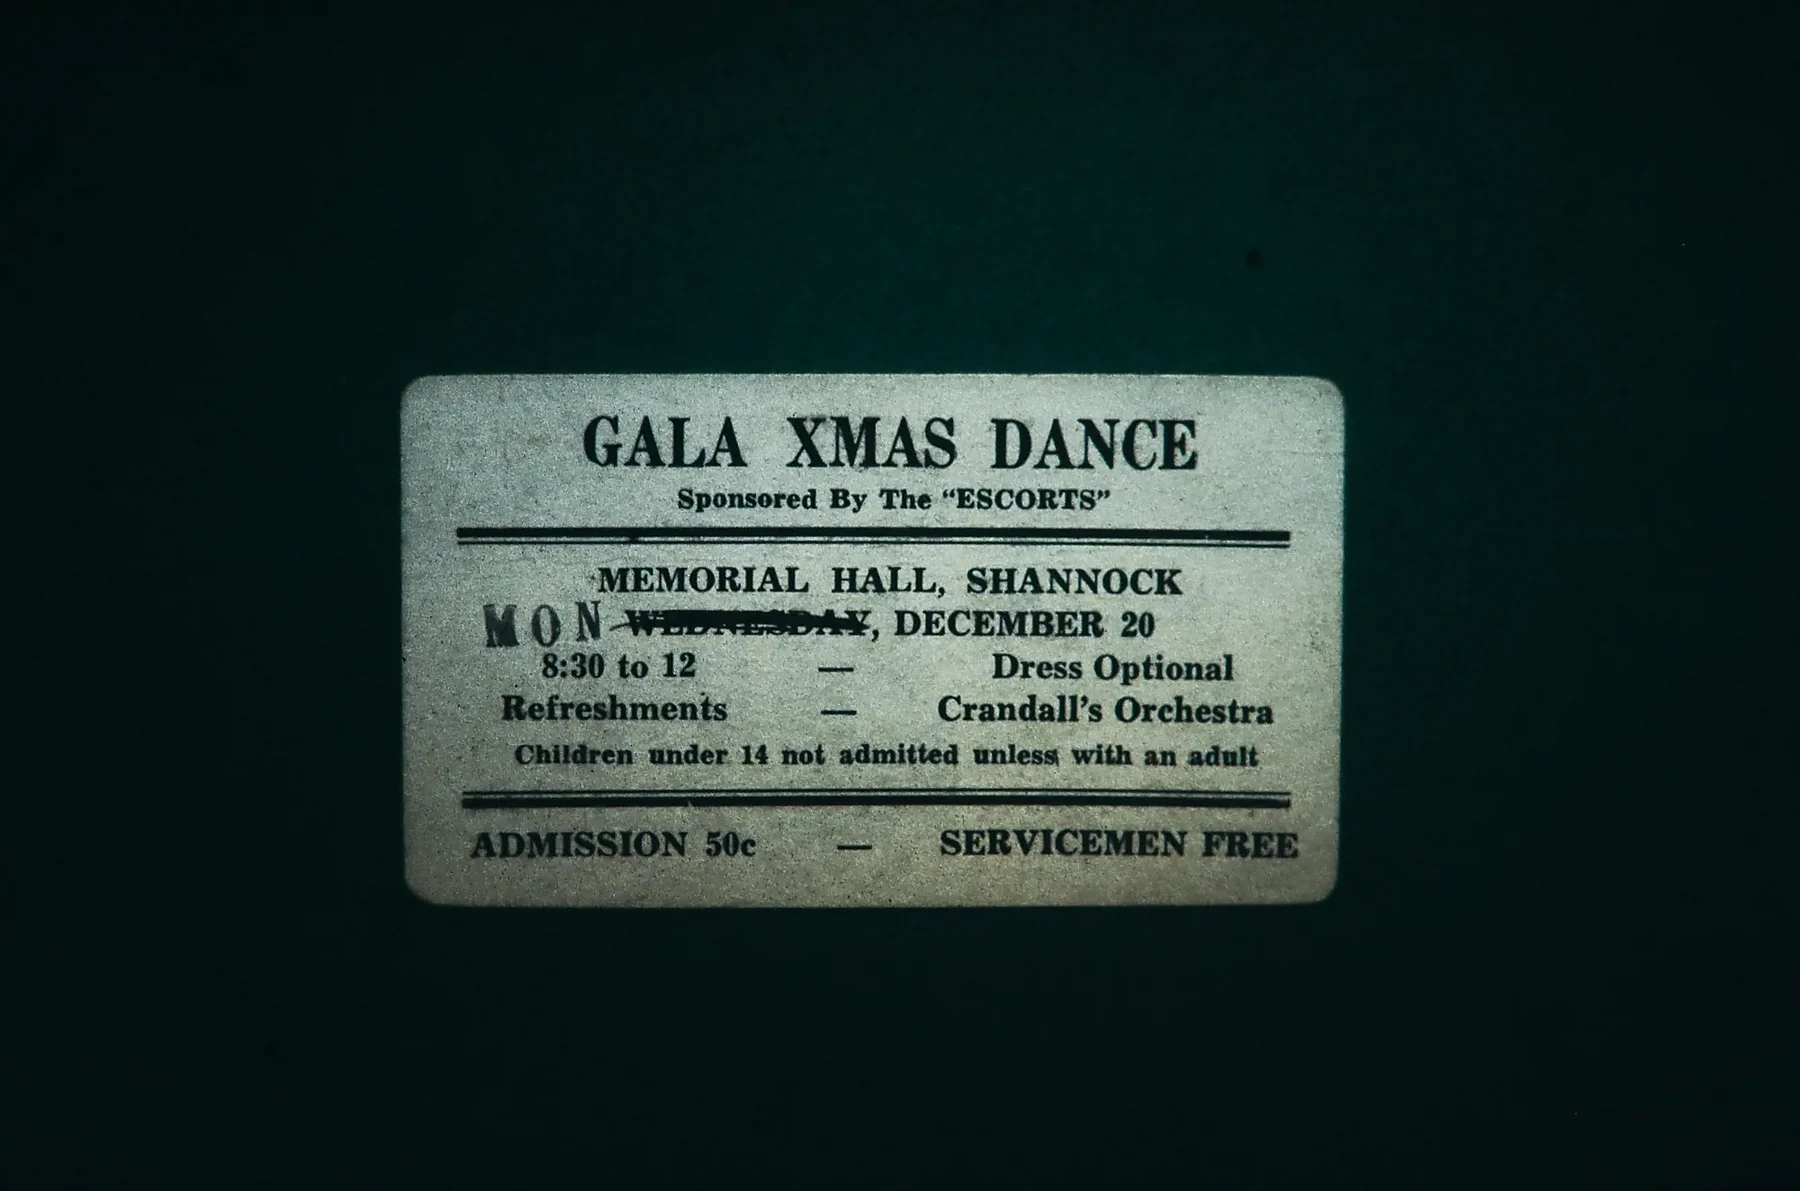 GALA XMAS DANCE
Sponsored By The “ESCORTS”
MEMORIAL HALL, SHANNOCK
MON WEDNESDAY, DECEMBER 20
8:30 to 12 — Dress Optional
Refreshments — Crandall’s Orchestra
Children under 14 not admitted unless with an adult
ADMISSION 50c — SERVICEMEN FREE